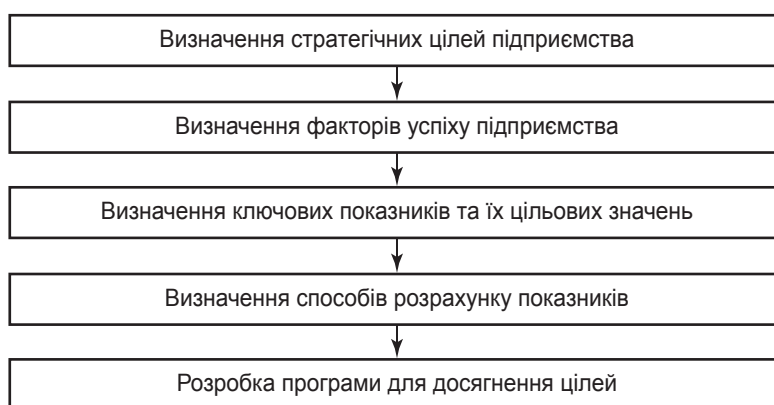 Визначення стратегічних цілей підприємства
Визначення факторів успіху підприємства
Визначення ключових показників та їх цільових значень
Визначення способів розрахунку показників
Розробка програми для досягнення цілей